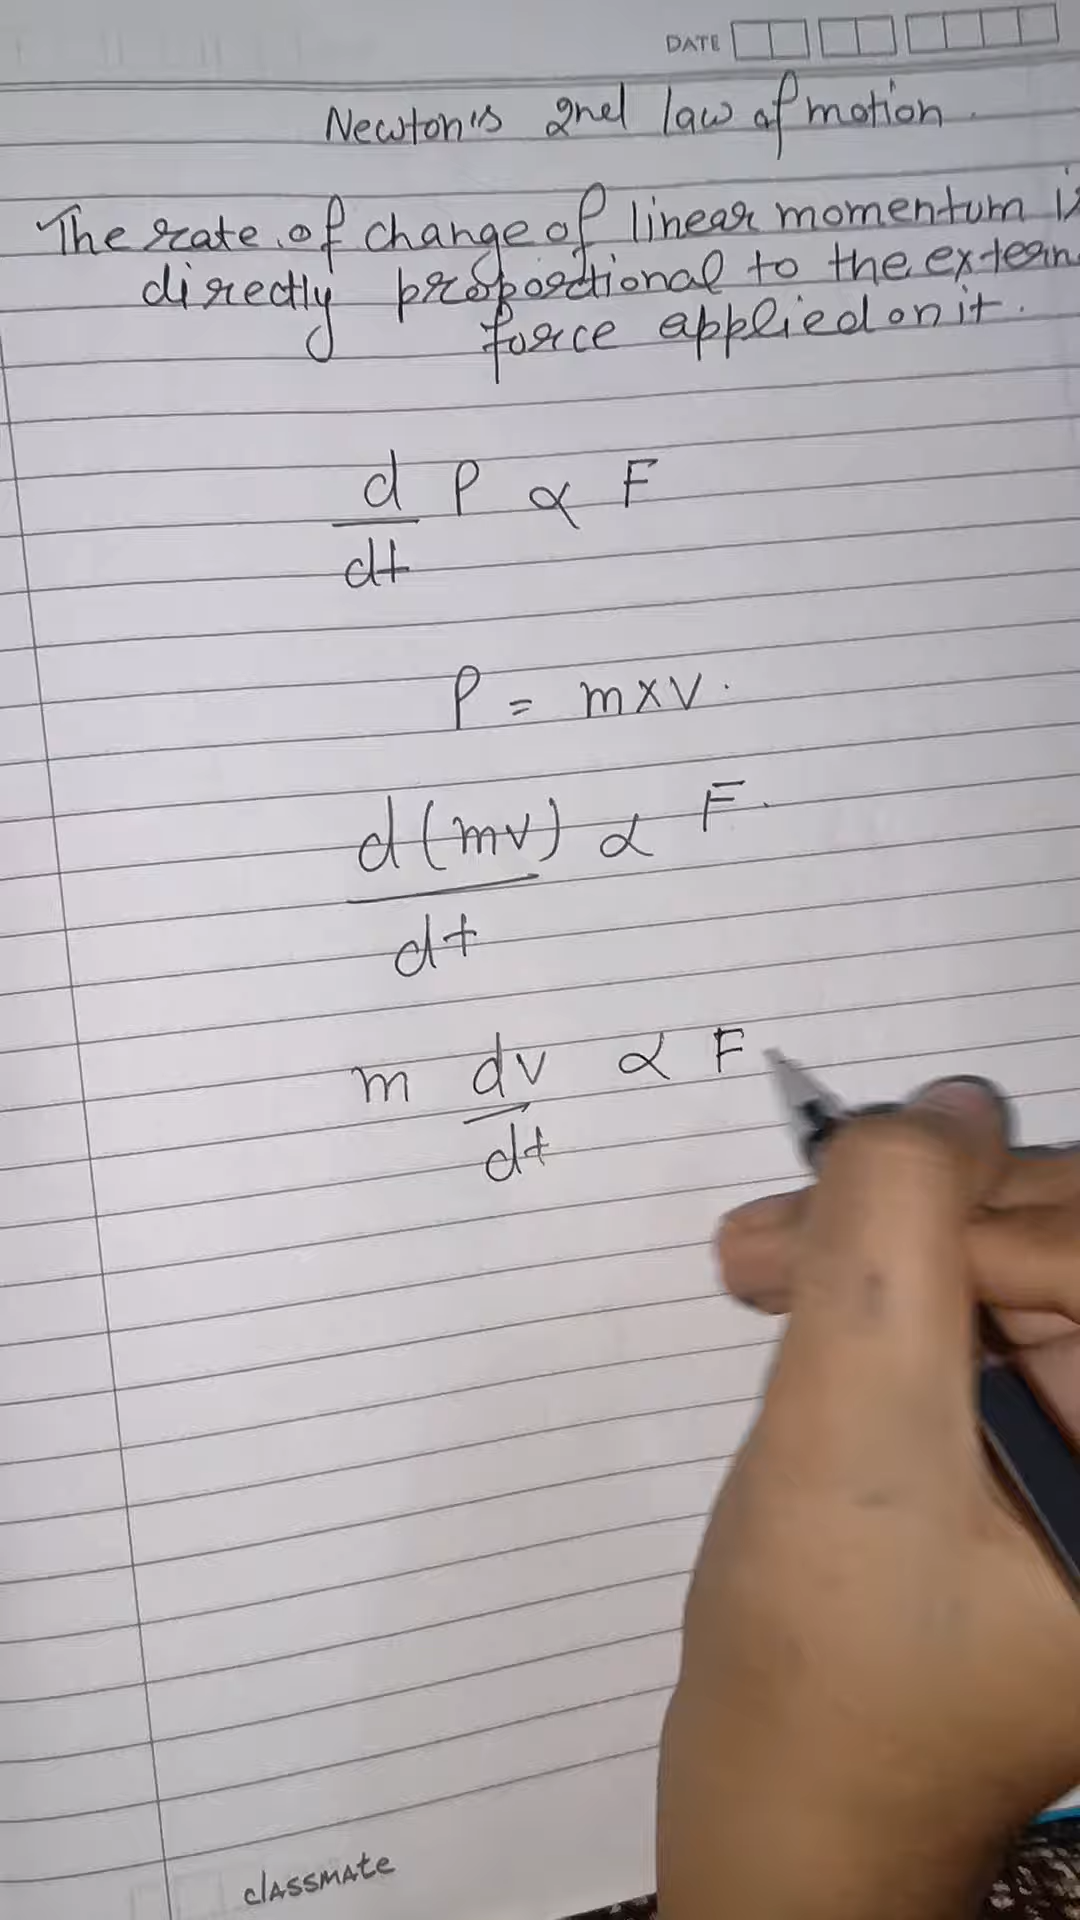 DATE
Newton's 2nd law of motion.
The rate of change of linear momentum is
directly proportional to the extern
force applied on it.
d P ∝ F
dt
P = m x v.
d(mv) ∝ F.
dt
m dv ∝ F
dt
classmate